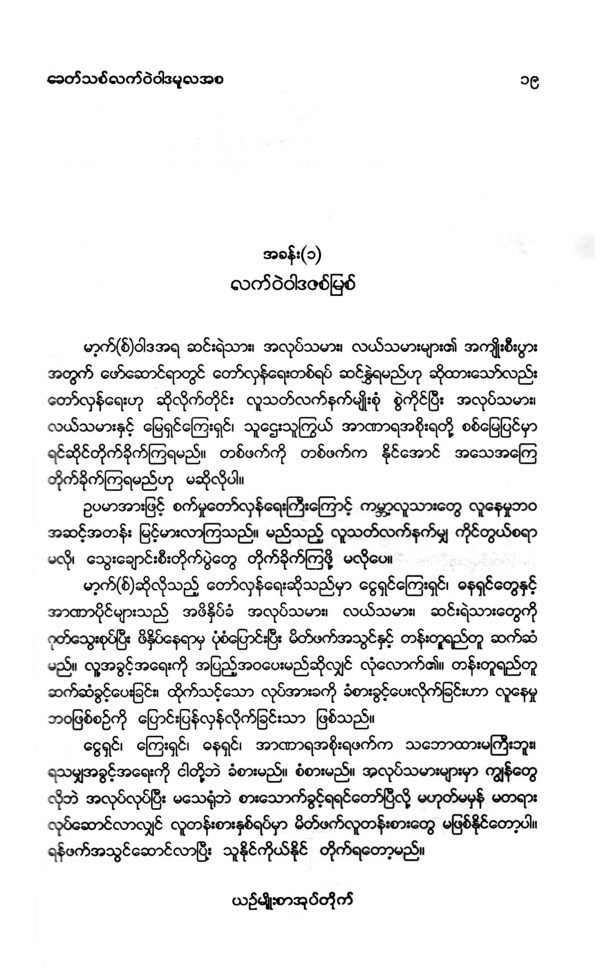 ခေတ်သစ်လက်ဝဲဝါဒမူလအစ ၁၉
အခန်း(၁)
လက်ဝဲဝါဒဇစ်မြစ်
မာ့က်(စ်)ဝါဒအရ ဆင်းရဲသား၊ အလုပ်သမား၊ လယ်သမားများ၏ အကျိုးစီးပွား
အတွက် ဖော်ဆောင်ရာတွင် တော်လှန်ရေးတစ်ရပ် ဆင်နွှဲရမည်ဟု ဆိုထားသော်လည်း
တော်လှန်ရေးဟု ဆိုလိုက်တိုင်း လူသတ်လက်နက်မျိုးစုံ စွဲကိုင်ပြီး အလုပ်သမား၊
လယ်သမားနှင့် မြေရှင်ကြေးရှင်၊ သူဌေးသူကြွယ် အာဏာရအစိုးရတို့ စစ်မြေပြင်မှာ
ရင်ဆိုင်တိုက်ခိုက်ကြရမည်။ တစ်ဖက်ကို တစ်ဖက်က နိုင်အောင် အသေအကြေ
တိုက်ခိုက်ကြရမည်ဟု မဆိုလိုပါ။
ဥပမာအားဖြင့် စက်မှုတော်လှန်ရေးကြီးကြောင့် ကမ္ဘာ့လူသားတွေ လူနေမှုဘဝ
အဆင့်အတန်း မြင့်မားလာကြသည်။ မည်သည့် လူသတ်လက်နက်မျှ ကိုင်တွယ်စရာ
မလို၊ သွေးချောင်းစီးတိုက်ပွဲတွေ တိုက်ခိုက်ကြဖို့ မလိုပေ။
မာ့က်(စ်)ဆိုလိုသည့် တော်လှန်ရေးဆိုသည်မှာ ငွေရှင်ကြေးရှင်၊ ဓနရှင်တွေနှင့်
အာဏာပိုင်များသည် အဖိနှိပ်ခံ အလုပ်သမား၊ လယ်သမား၊ ဆင်းရဲသားတွေကို
ဂုတ်သွေးစုပ်ပြီး ဖိနှိပ်နေရာမှ ပုံစံပြောင်းပြီး မိတ်ဖက်အသွင်နှင့် တန်းတူရည်တူ ဆက်ဆံ
မည်။ လူ့အခွင့်အရေးကို အပြည့်အဝပေးမည်ဆိုလျှင် လုံလောက်၏။ တန်းတူရည်တူ
ဆက်ဆံခွင့်ပေးခြင်း၊ ထိုက်သင့်သော လုပ်အားခကို ခံစားခွင့်ပေးလိုက်ခြင်းဟာ လူနေမှု
ဘဝဖြစ်စဉ်ကို ပြောင်းပြန်လှန်လိုက်ခြင်းသာ ဖြစ်သည်။
ငွေရှင်၊ ကြေးရှင်၊ ဓနရှင်၊ အာဏာရအစိုးရဖက်က သဘောထားမကြီးဘူး။
ရသမျှအခွင့်အရေးကို ငါတို့ဘဲ ခံစားမည်။ စံစားမည်။ အလုပ်သမားများမှာ ကျွန်တွေ
လိုဘဲ အလုပ်လုပ်ပြီး မသေရုံဘဲ စားသောက်ခွင့်ရရင်တော်ပြီလို့ မဟုတ်မမှန် မတရား
လုပ်ဆောင်လာလျှင် လူတန်းစားနှစ်ရပ်မှာ မိတ်ဖက်လူတန်းစားတွေ မဖြစ်နိုင်တော့ပါ။
ရန်ဖက်အသွင်ဆောင်လာပြီး သူနိုင်ကိုယ်နိုင် တိုက်ရတော့မည်။
ယဉ်မျိုးစာအုပ်တိုက်